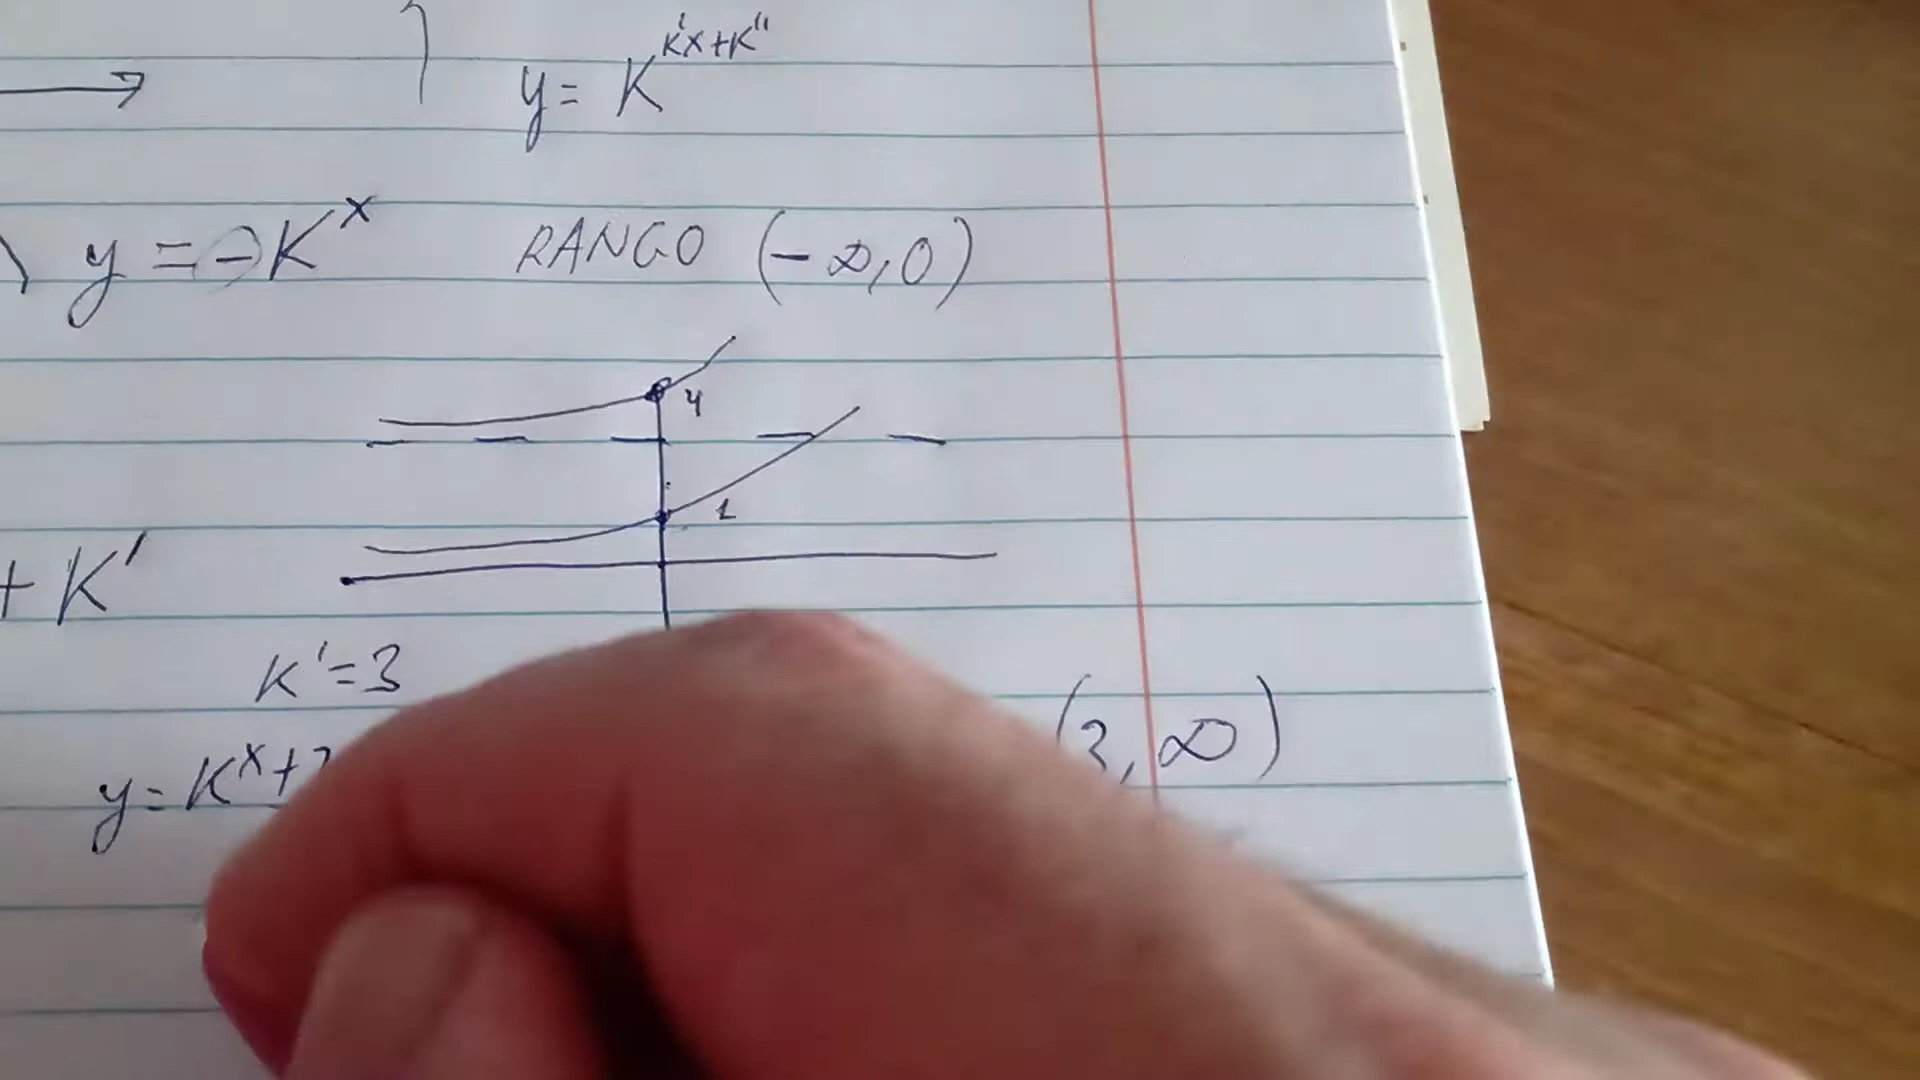 y = K^(K'x+K'')
y = -K^x RANGO (-∞,0)
4
1
+ K'
K'=3
(3,∞)
y=K^x+